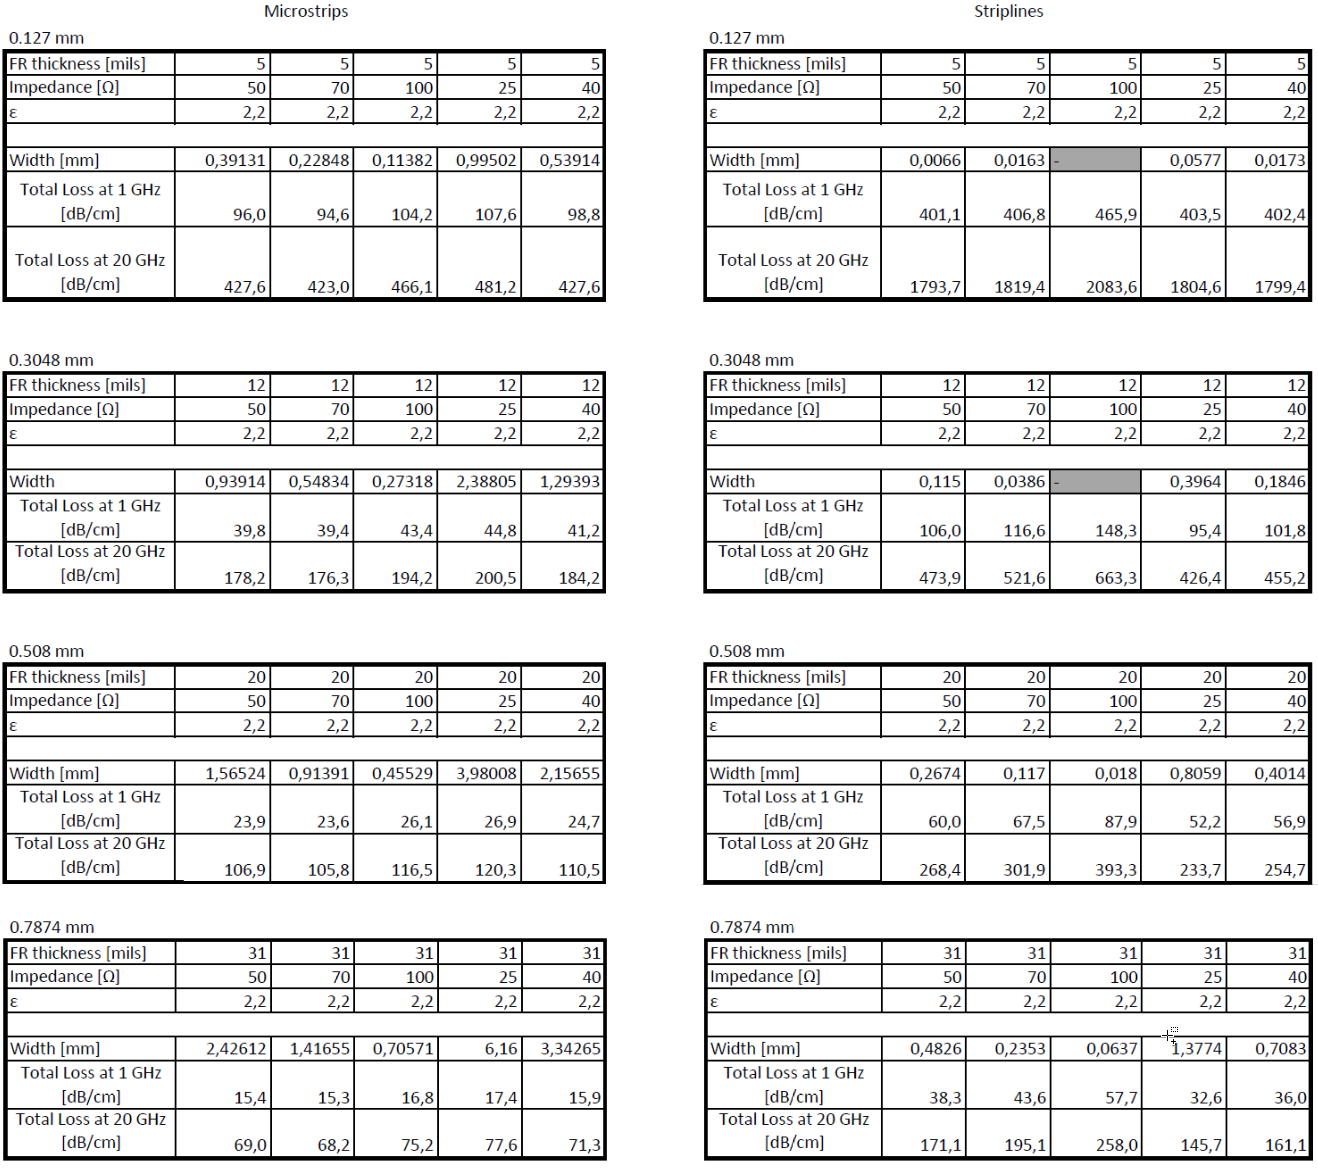 Microstrips
Striplines
0.127 mm
FR thickness [mils] 5 5 5 5 5
Impedance [Ω] 50 70 100 25 40
ε 2,2 2,2 2,2 2,2 2,2
Width [mm] 0,39131 0,22848 0,11382 0,99502 0,53914
Total Loss at 1 GHz
[dB/cm] 96,0 94,6 104,2 107,6 98,8
Total Loss at 20 GHz
[dB/cm] 427,6 423,0 466,1 481,2 427,6
0.127 mm
FR thickness [mils] 5 5 5 5 5
Impedance [Ω] 50 70 100 25 40
ε 2,2 2,2 2,2 2,2 2,2
Width [mm] 0,0066 0,0163 - 0,0577 0,0173
Total Loss at 1 GHz
[dB/cm] 401,1 406,8 465,9 403,5 402,4
Total Loss at 20 GHz
[dB/cm] 1793,7 1819,4 2083,6 1804,6 1799,4
0.3048 mm
FR thickness [mils] 12 12 12 12 12
Impedance [Ω] 50 70 100 25 40
ε 2,2 2,2 2,2 2,2 2,2
Width 0,93914 0,54834 0,27318 2,38805 1,29393
Total Loss at 1 GHz
[dB/cm] 39,8 39,4 43,4 44,8 41,2
Total Loss at 20 GHz
[dB/cm] 178,2 176,3 194,2 200,5 184,2
0.3048 mm
FR thickness [mils] 12 12 12 12 12
Impedance [Ω] 50 70 100 25 40
ε 2,2 2,2 2,2 2,2 2,2
Width 0,115 0,0386 - 0,3964 0,1846
Total Loss at 1 GHz
[dB/cm] 106,0 116,6 148,3 95,4 101,8
Total Loss at 20 GHz
[dB/cm] 473,9 521,6 663,3 426,4 455,2
0.508 mm
FR thickness [mils] 20 20 20 20 20
Impedance [Ω] 50 70 100 25 40
ε 2,2 2,2 2,2 2,2 2,2
Width [mm] 1,56524 0,91391 0,45529 3,98008 2,15655
Total Loss at 1 GHz
[dB/cm] 23,9 23,6 26,1 26,9 24,7
Total Loss at 20 GHz
[dB/cm] 106,9 105,8 116,5 120,3 110,5
0.508 mm
FR thickness [mils] 20 20 20 20 20
Impedance [Ω] 50 70 100 25 40
ε 2,2 2,2 2,2 2,2 2,2
Width [mm] 0,2674 0,117 0,018 0,8059 0,4014
Total Loss at 1 GHz
[dB/cm] 60,0 67,5 87,9 52,2 56,9
Total Loss at 20 GHz
[dB/cm] 268,4 301,9 393,3 233,7 254,7
0.7874 mm
FR thickness [mils] 31 31 31 31 31
Impedance [Ω] 50 70 100 25 40
ε 2,2 2,2 2,2 2,2 2,2
Width [mm] 2,42612 1,41655 0,70571 6,16 3,34265
Total Loss at 1 GHz
[dB/cm] 15,4 15,3 16,8 17,4 15,9
Total Loss at 20 GHz
[dB/cm] 69,0 68,2 75,2 77,6 71,3
0.7874 mm
FR thickness [mils] 31 31 31 31 31
Impedance [Ω] 50 70 100 25 40
ε 2,2 2,2 2,2 2,2 2,2
Width [mm] 0,4826 0,2353 0,0637 1,3774 0,7083
Total Loss at 1 GHz
[dB/cm] 38,3 43,6 57,7 32,6 36,0
Total Loss at 20 GHz
[dB/cm] 171,1 195,1 258,0 145,7 161,1